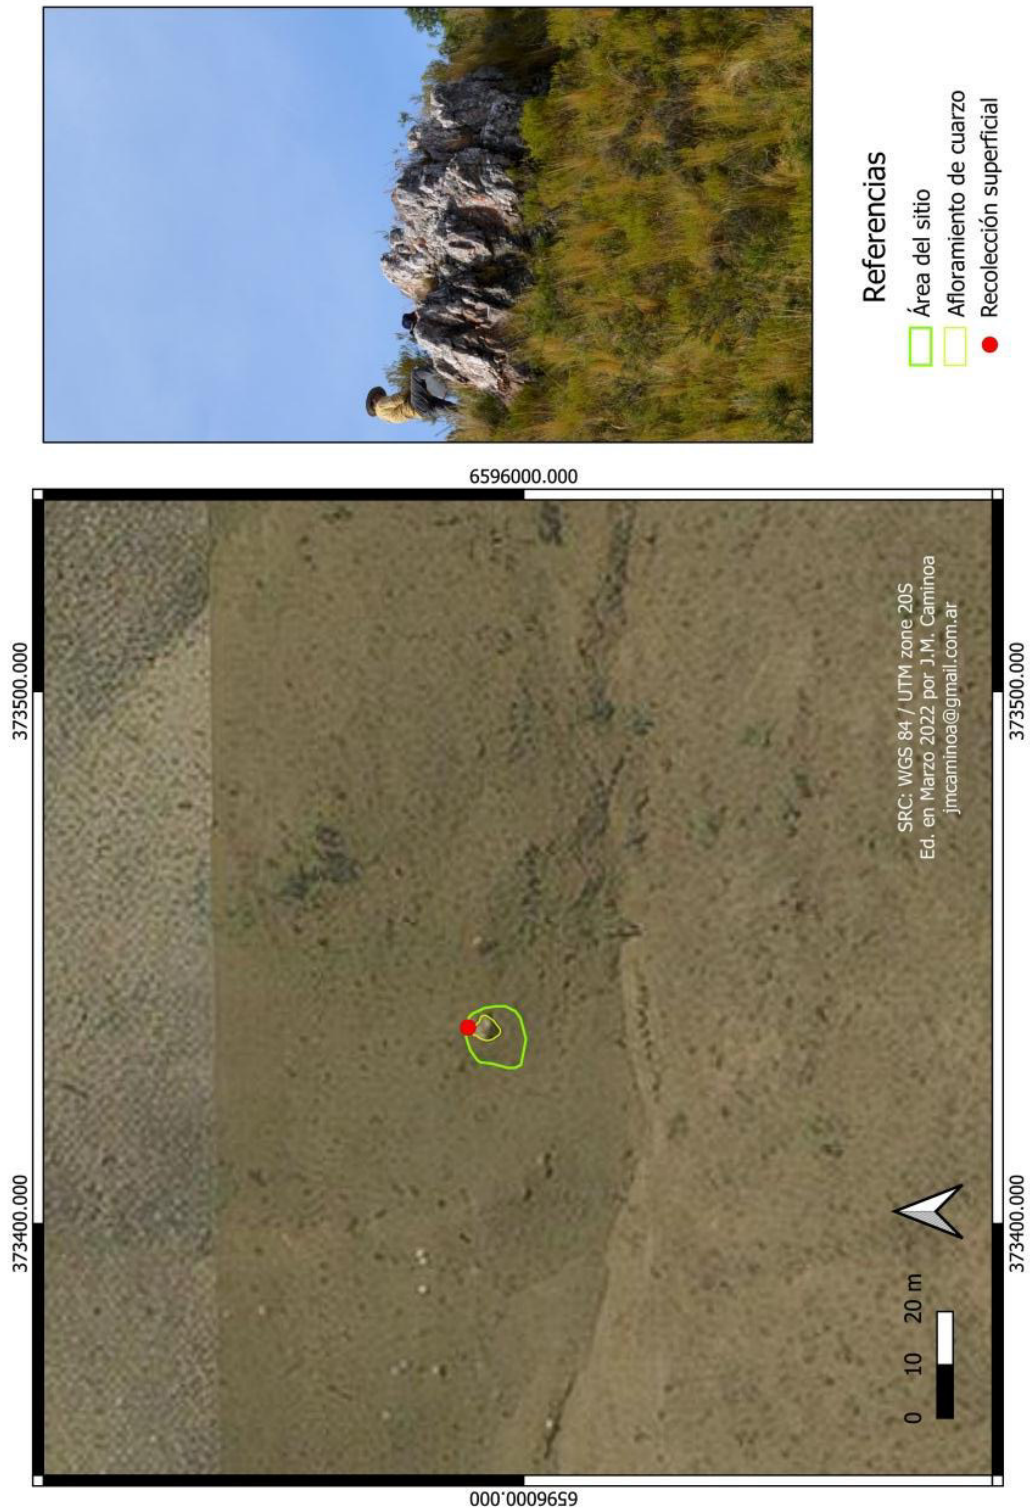 373400.000
373500.000
6596000.000
6596000.000
0 10 20 m
SRC: WGS 84 / UTM zone 20S
Ed. en Marzo 2022 por J.M. Caminoa
jmcaminoa@gmail.com.ar
373400.000
373500.000
Referencias
Área del sitio
Afloramiento de cuarzo
Recolección superficial